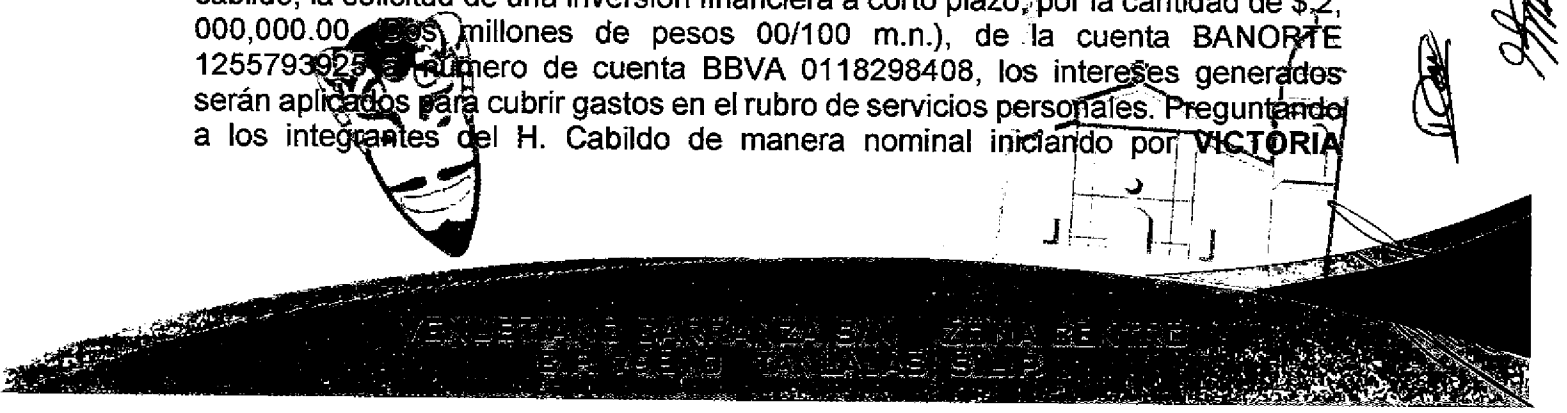 cabildo, la solicitud de una inversión financiera a corto plazo, por la cantidad de $,2,
000,000.00 millones de pesos 00/100 m.n.), de la cuenta BANORTE
1255793925 número de cuenta BBVA 0118298408, los intereses generados
serán aplicados para cubrir gastos en el rubro de servicios personales. Preguntando
a los integrantes del H. Cabildo de manera nominal iniciando por VICTORIA